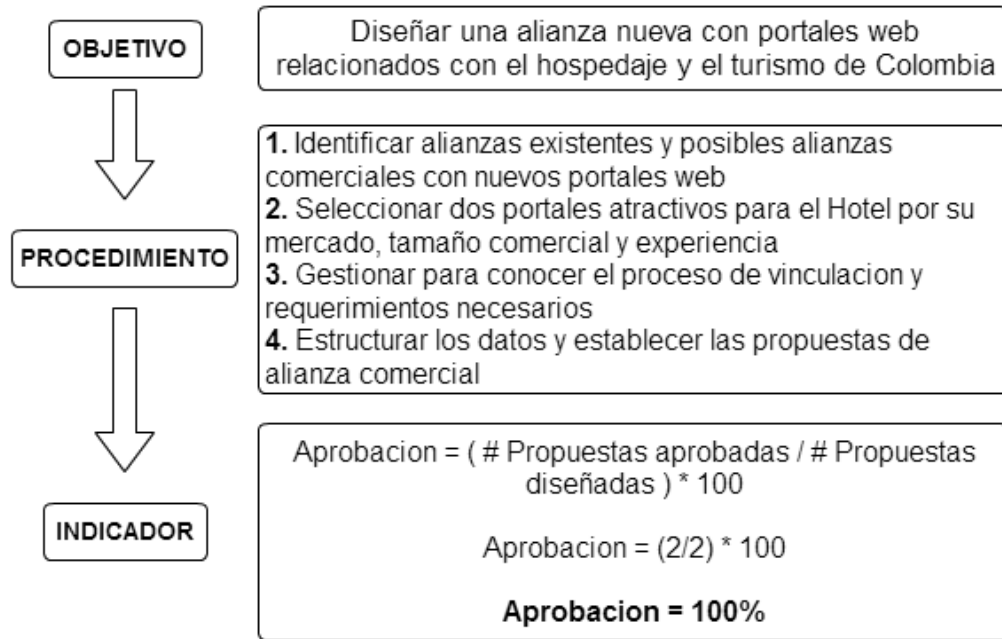 OBJETIVO
Diseñar una alianza nueva con portales web
relacionados con el hospedaje y el turismo de Colombia
PROCEDIMIENTO
1. Identificar alianzas existentes y posibles alianzas
comerciales con nuevos portales web
2. Seleccionar dos portales atractivos para el Hotel por su
mercado, tamaño comercial y experiencia
3. Gestionar para conocer el proceso de vinculacion y
requerimientos necesarios
4. Estructurar los datos y establecer las propuestas de
alianza comercial
INDICADOR
Aprobacion = ( # Propuestas aprobadas / # Propuestas
diseñadas ) * 100
Aprobacion = (2/2) * 100
Aprobacion = 100%